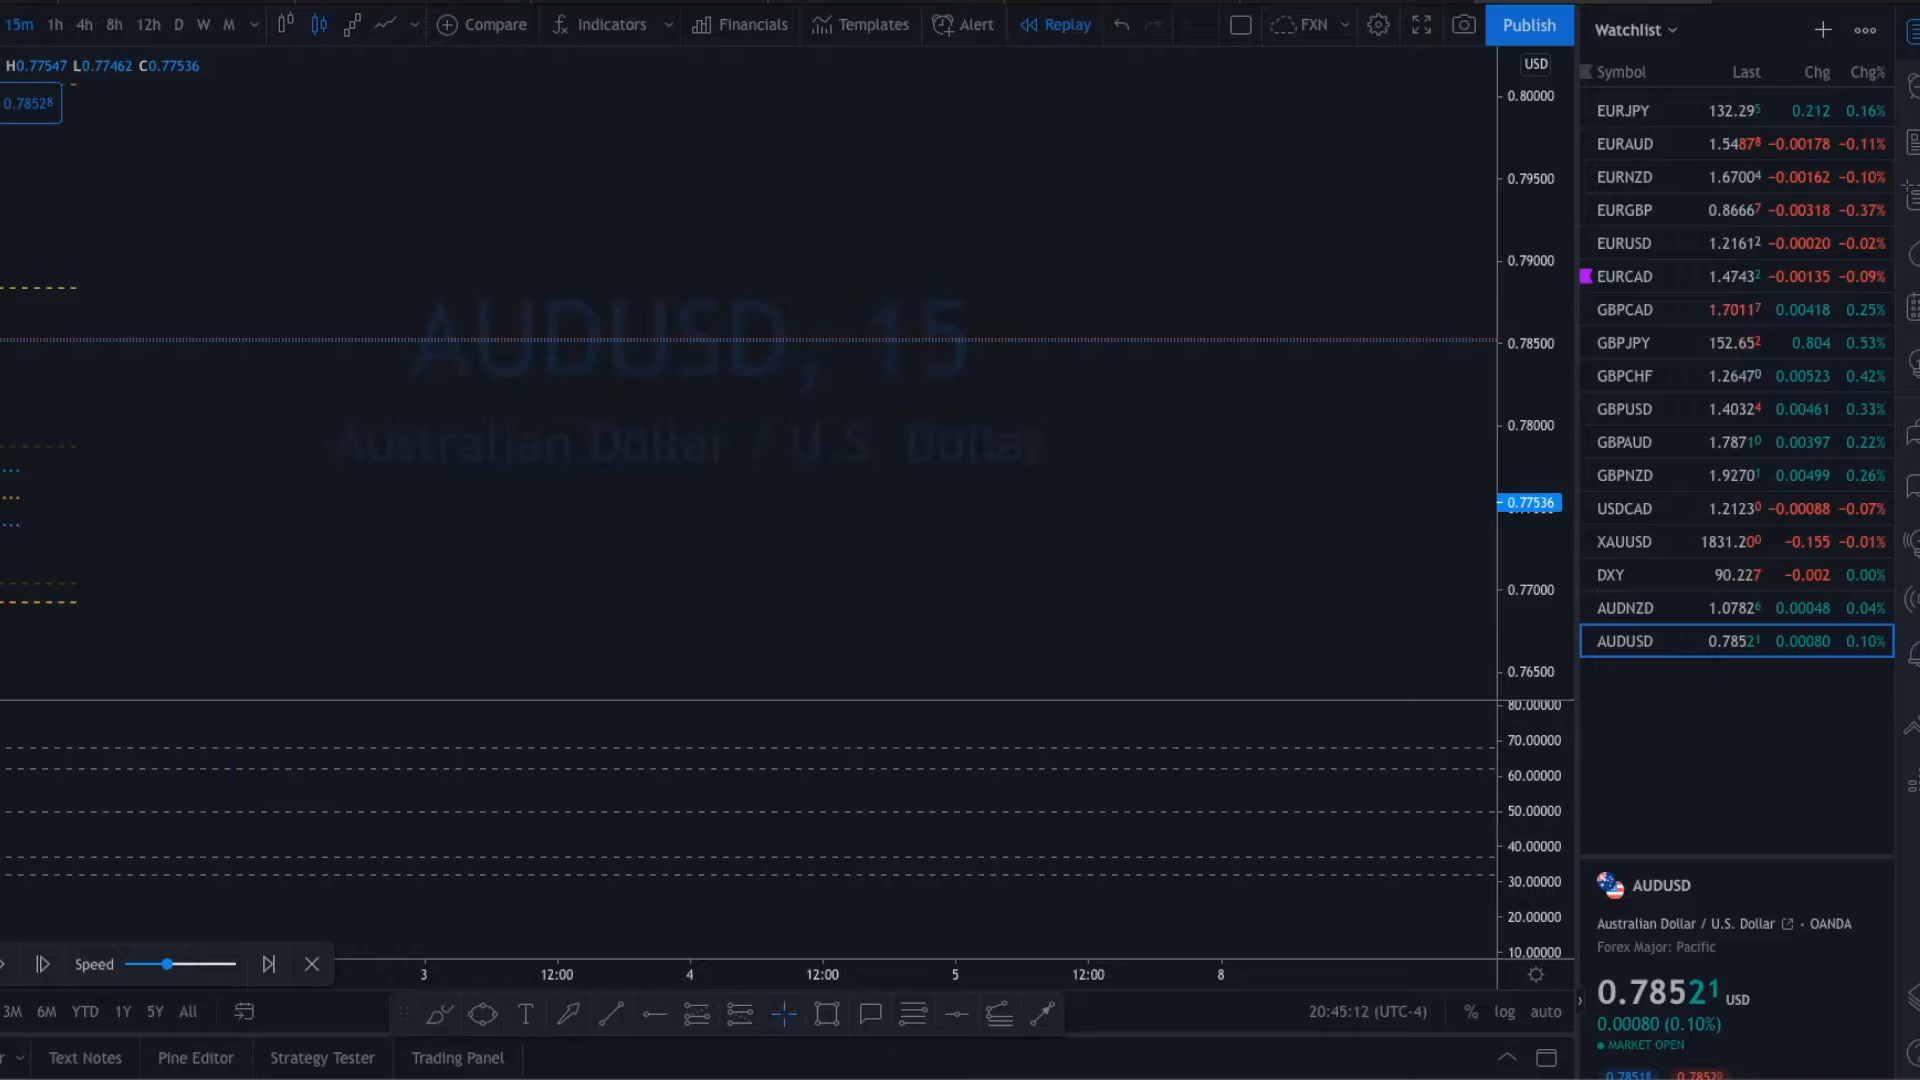 15m 1h 4h 8h 12h D W M Compare Indicators Financials Templates Alert Replay FXN Publish
H0.77547 L0.77462 C0.77536
0.78528
AUDUSD, 15
Australian Dollar / U.S. Dollar
USD
0.80000
0.79500
0.79000
0.78500
0.78000
0.77536
0.77000
0.76500
80.00000
70.00000
60.00000
50.00000
40.00000
30.00000
20.00000
10.00000
Speed
3 12:00 4 12:00 5 12:00 8
3M 6M YTD 1Y 5Y All
20:45:12 (UTC-4) % log auto
Text Notes Pine Editor Strategy Tester Trading Panel
Watchlist
Symbol Last Chg Chg%
EURJPY 132.295 0.212 0.16%
EURAUD 1.54878 −0.00178 −0.11%
EURNZD 1.67004 −0.00162 −0.10%
EURGBP 0.86667 −0.00318 −0.37%
EURUSD 1.21612 −0.00020 −0.02%
EURCAD 1.47432 −0.00135 −0.09%
GBPCAD 1.70117 0.00418 0.25%
GBPJPY 152.652 0.804 0.53%
GBPCHF 1.26470 0.00523 0.42%
GBPUSD 1.40324 0.00461 0.33%
GBPAUD 1.78710 0.00397 0.22%
GBPNZD 1.92701 0.00499 0.26%
USDCAD 1.21230 −0.00088 −0.07%
XAUUSD 1831.200 −0.155 −0.01%
DXY 90.227 −0.002 0.00%
AUDNZD 1.07826 0.00048 0.04%
AUDUSD 0.78521 0.00080 0.10%
AUDUSD
Australian Dollar / U.S. Dollar • OANDA
Forex Major: Pacific
0.78521 USD
0.00080 (0.10%)
MARKET OPEN
0.78518 0.78520